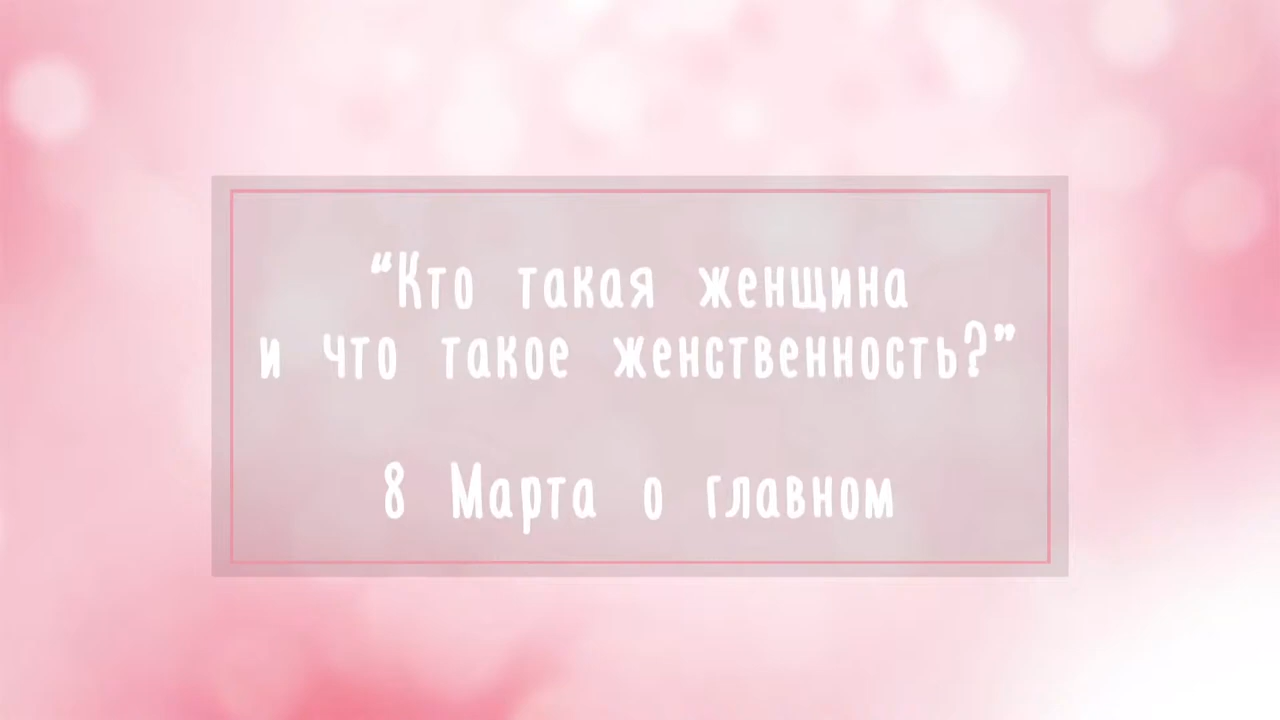 “Кто такая женщина
и что такое женственность?”
8 Марта о главном